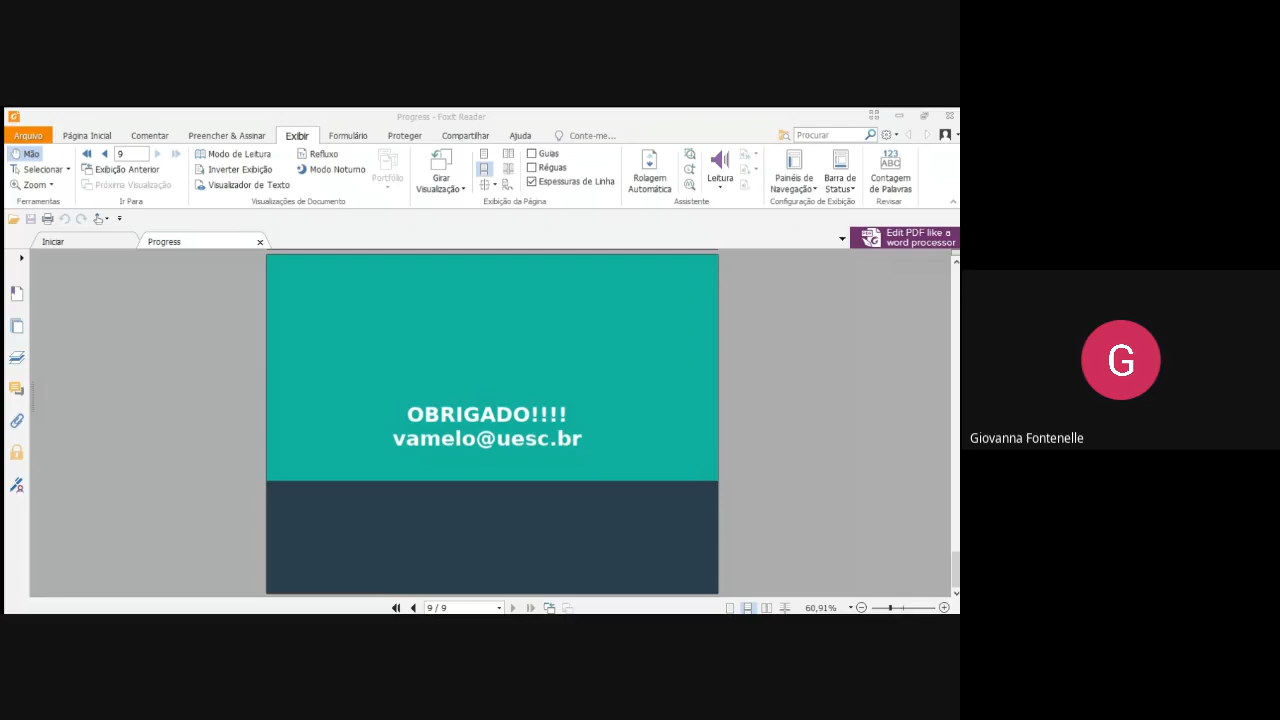 Progress - Foxit Reader
Arquivo Página Inicial Comentar Preencher & Assinar Exibir Formulário Proteger Compartilhar Ajuda Conte-me... Procurar
Mão 9 Modo de Leitura Refluxo Guias
Selecionar Exibição Anterior Inverter Exibição Modo Noturno Portfólio Girar Visualização Réguas Rolagem Automática Leitura Painéis de Navegação Barra de Status 123 ABC Contagem de Palavras
Zoom Próxima Visualização Visualizador de Texto Espessuras de Linha
Ferramentas Ir Para Visualizações de Documento Exibição da Página Assistente Configuração de Exibição Revisar
Iniciar Progress Edit PDF like a
word processor
OBRIGADO!!!!
vamelo@uesc.br
G
Giovanna Fontenelle
9 / 9 60,91%